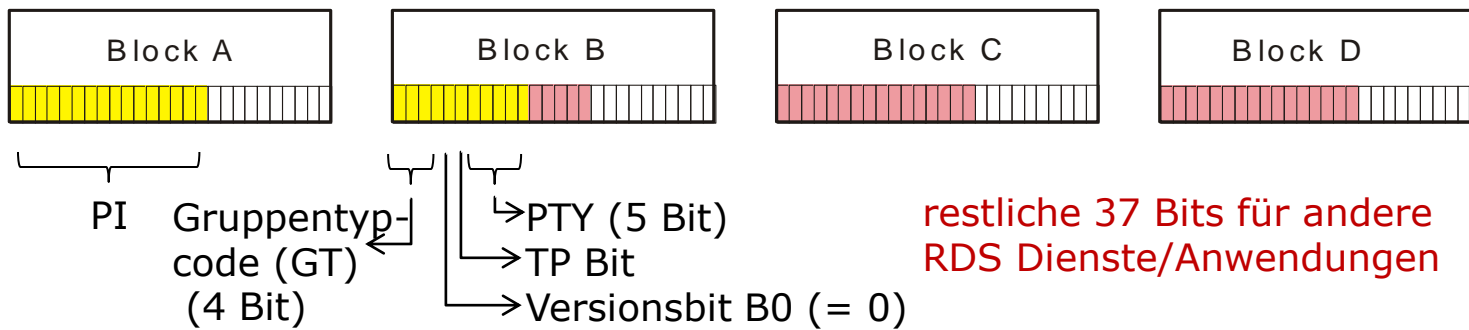 Block A
Block B
Block C
Block D
PI
Gruppentyp-
code (GT)
(4 Bit)
PTY (5 Bit)
TP Bit
Versionsbit B0 (= 0)
restliche 37 Bits für andere
RDS Dienste/Anwendungen